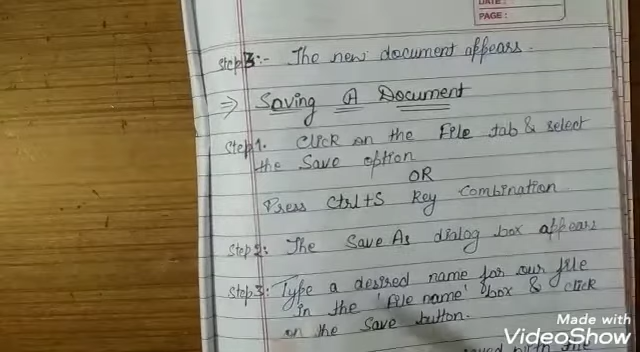 DATE:
PAGE:
Step 3:- The new document appears.
⇒ Saving A Document
Step 1. Click on the File tab & select
the Save option
OR
Press Ctrl+S Key Combination
Step 2: The Save As dialog box appears
Step 3: Type a desired name for our file
in the 'File name' box & click
on the Save button.
the
Made with
VideoShow